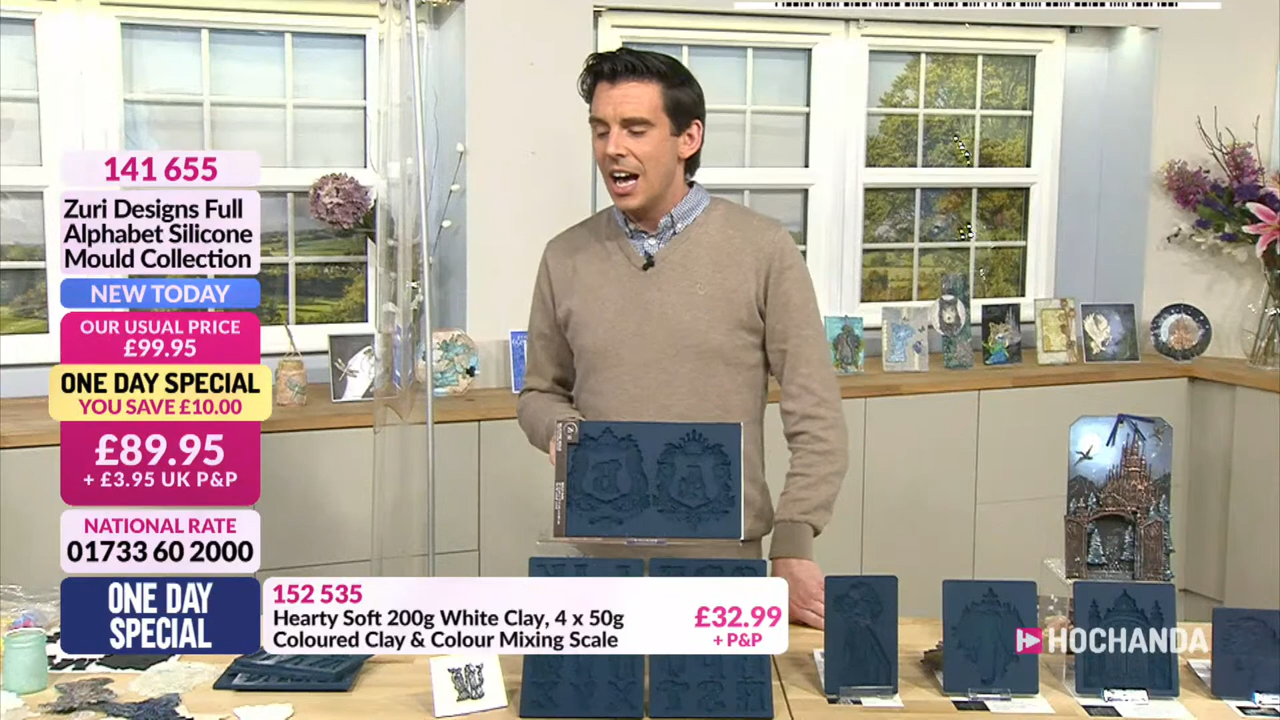 141 655
Zuri Designs Full
Alphabet Silicone
Mould Collection
NEW TODAY
OUR USUAL PRICE
£99.95
ONE DAY SPECIAL
YOU SAVE £10.00
£89.95
+ £3.95 UK P&P
NATIONAL RATE
01733 60 2000
ONE DAY
SPECIAL
152 535
Hearty Soft 200g White Clay, 4 x 50g
Coloured Clay & Colour Mixing Scale
£32.99
+ P&P
HOCHANDA
B
A
W